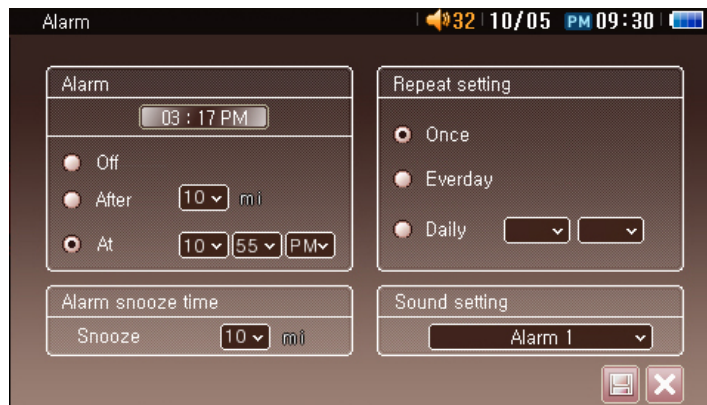 Alarm 32 10/05 PM 09:30
Alarm
03 : 17 PM
Off
After 10 mi
At 10 55 PM
Repeat setting
Once
Everday
Daily
Alarm snooze time
Snooze 10 mi
Sound setting
Alarm 1